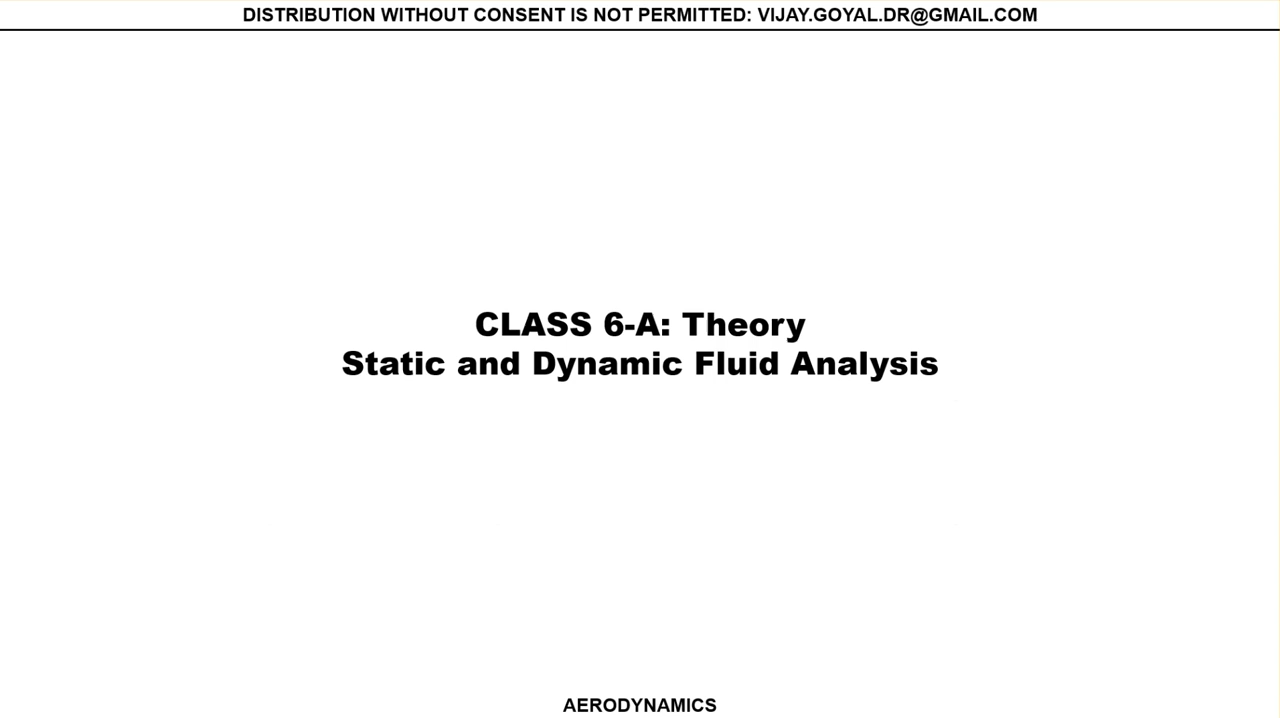 DISTRIBUTION WITHOUT CONSENT IS NOT PERMITTED: VIJAY.GOYAL.DR@GMAIL.COM
CLASS 6-A: Theory
Static and Dynamic Fluid Analysis
AERODYNAMICS